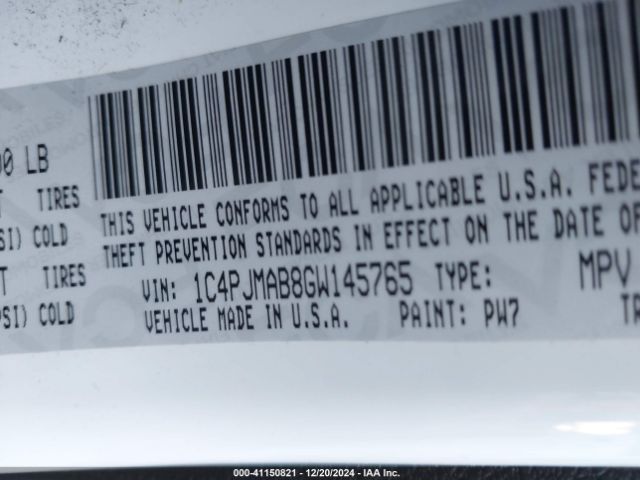 00 LB
TIRES
SI) COLD
TIRES
PSI) COLD
THIS VEHICLE CONFORMS TO ALL APPLICABLE U.S.A. FEDE
THEFT PREVENTION STANDARDS IN EFFECT ON THE DATE OF
VIN: 1C4PJMAB8GW145765 TYPE: MPV
VEHICLE MADE IN U.S.A. PAINT: PW7 TR
000-41150821 - 12/20/2024 - IAA Inc.